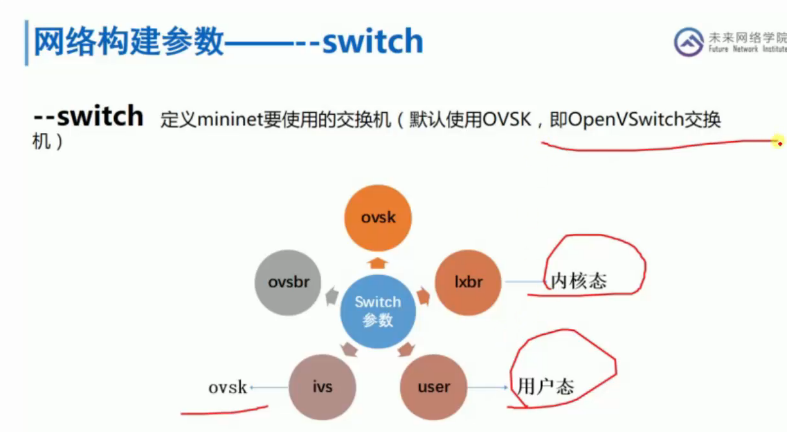 网络构建参数———--switch
未来网络学院
Future Network Institute
--switch 定义mininet要使用的交换机（默认使用OVSK，即OpenVSwitch交换
机）
ovsk
ovsbr
lxbr
内核态
Switch
参数
ovsk
ivs
user
用户态